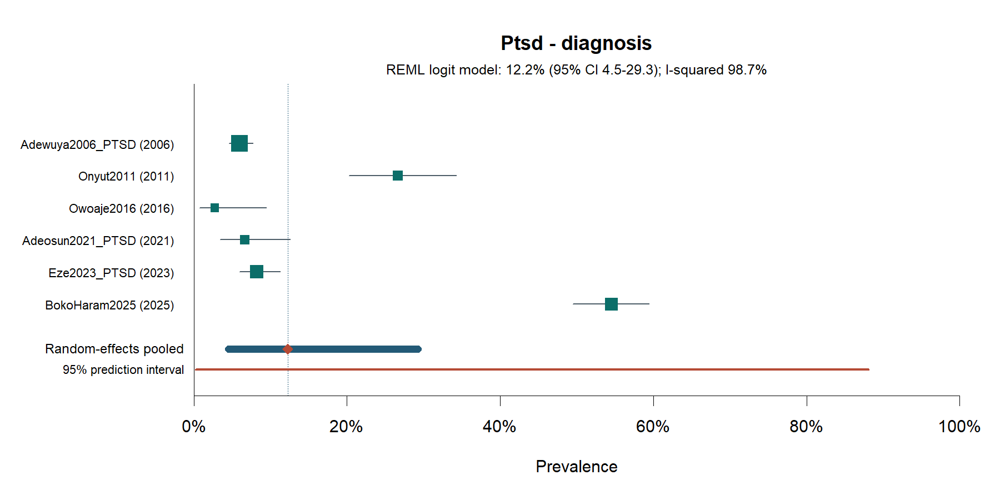 Ptsd - diagnosis
REML logit model: 12.2% (95% CI 4.5-29.3); I-squared 98.7%
Adewuya2006_PTSD (2006)
Onyut2011 (2011)
Owoaje2016 (2016)
Adeosun2021_PTSD (2021)
Eze2023_PTSD (2023)
BokoHaram2025 (2025)
Random-effects pooled
95% prediction interval
0% 20% 40% 60% 80% 100%
Prevalence